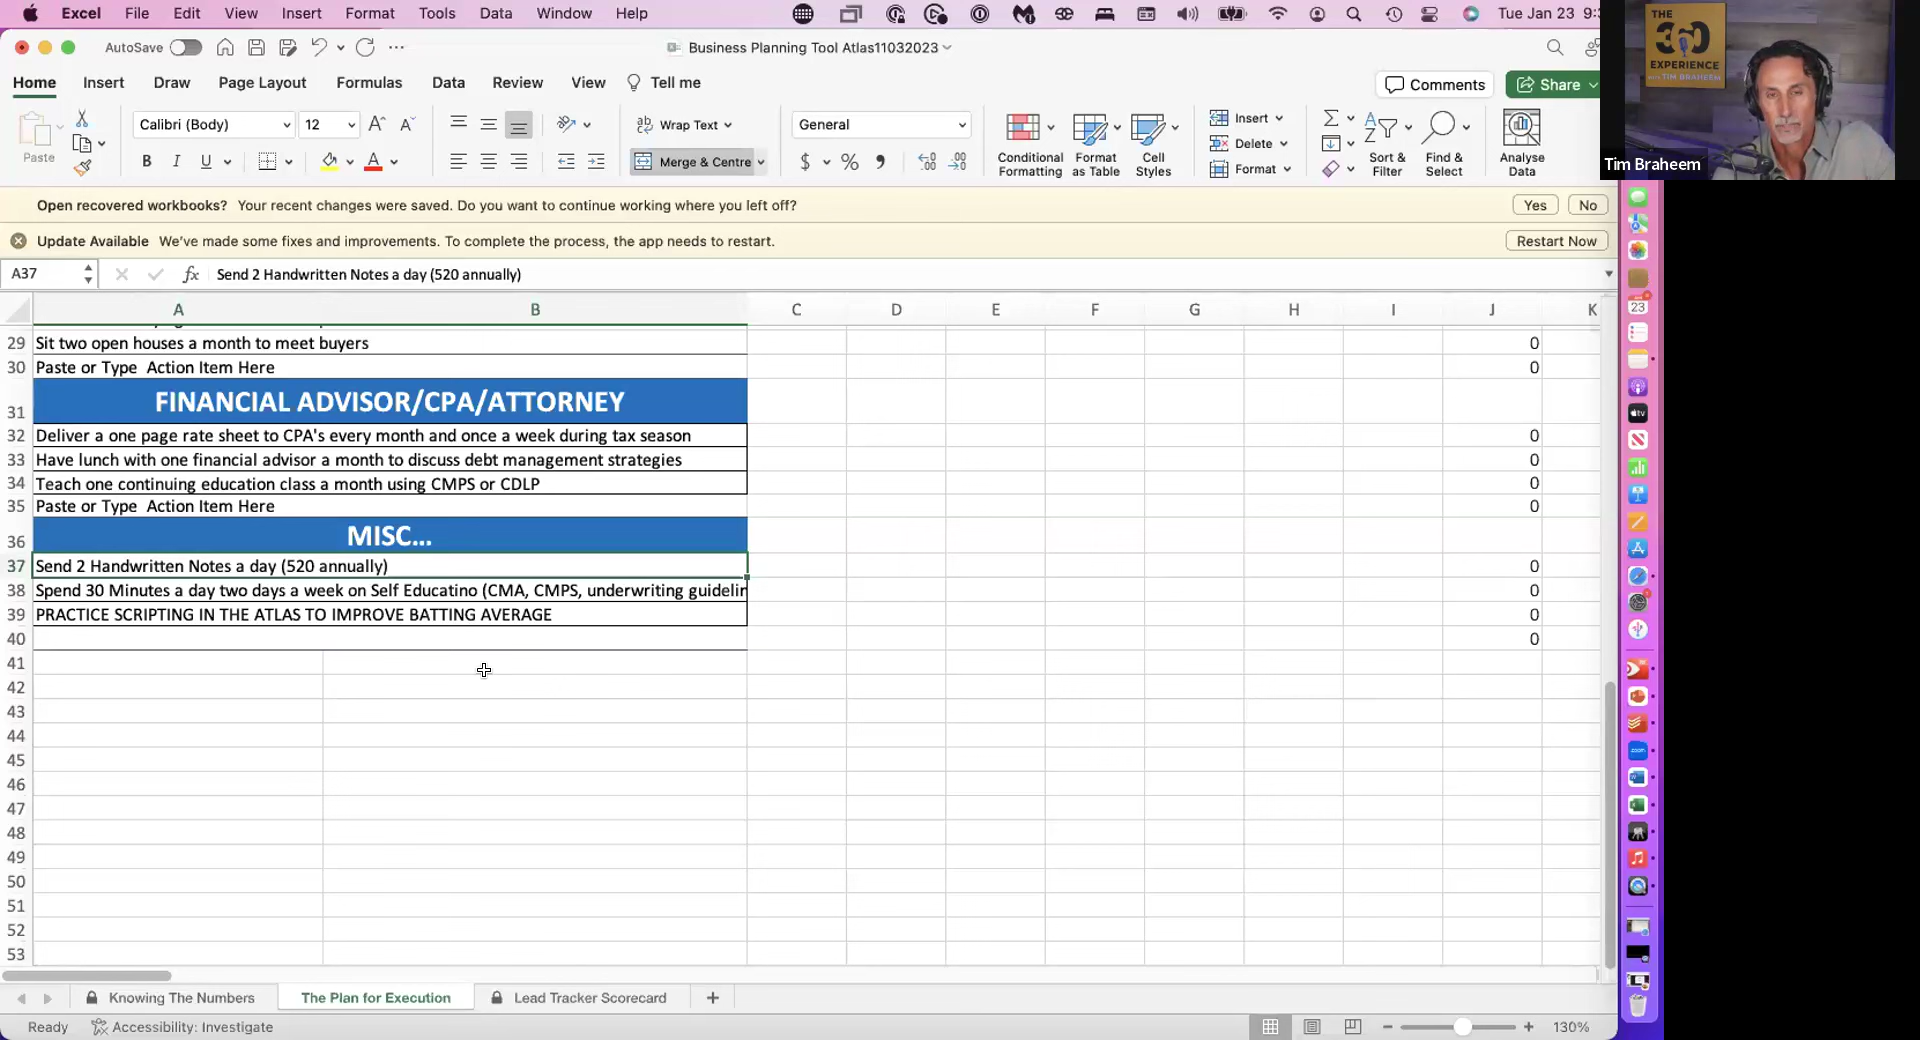 Excel File Edit View Insert Format Tools Data Window Help Tue Jan 23
THE
360
EXPERIENCE
WITH TIM BRAHEEM
Tim Braheem
AutoSave Business Planning Tool Atlas11032023
Home Insert Draw Page Layout Formulas Data Review View Tell me Comments Share
Paste Calibri (Body) 12 Wrap Text General Conditional Formatting Format as Table Cell Styles Insert Sort & Filter Find & Select Analyse Data
Delete
B I U A Merge & Centre $ % Format
Open recovered workbooks? Your recent changes were saved. Do you want to continue working where you left off? Yes No
Update Available We've made some fixes and improvements. To complete the process, the app needs to restart. Restart Now
A37 fx Send 2 Handwritten Notes a day (520 annually)
A B C D E F G H I J K
29 Sit two open houses a month to meet buyers 0
30 Paste or Type Action Item Here 0
31 FINANCIAL ADVISOR/CPA/ATTORNEY
32 Deliver a one page rate sheet to CPA's every month and once a week during tax season 0
33 Have lunch with one financial advisor a month to discuss debt management strategies 0
34 Teach one continuing education class a month using CMPS or CDLP 0
35 Paste or Type Action Item Here 0
36 MISC...
37 Send 2 Handwritten Notes a day (520 annually) 0
38 Spend 30 Minutes a day two days a week on Self Educatino (CMA, CMPS, underwriting guidelin 0
39 PRACTICE SCRIPTING IN THE ATLAS TO IMPROVE BATTING AVERAGE 0
40 0
41
42
43
44
45
46
47
48
49
50
51
52
53
Knowing The Numbers The Plan for Execution Lead Tracker Scorecard +
Ready Accessibility: Investigate 130%